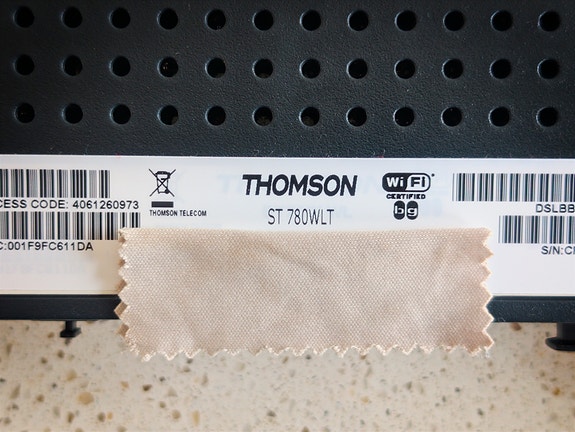 THOMSON
WiFi
CERTIFIED
b g
ST 780WLT
THOMSON TELECOM
CESS CODE: 4061260973
C:001F9FC611DA
DSLBB
S/N:C